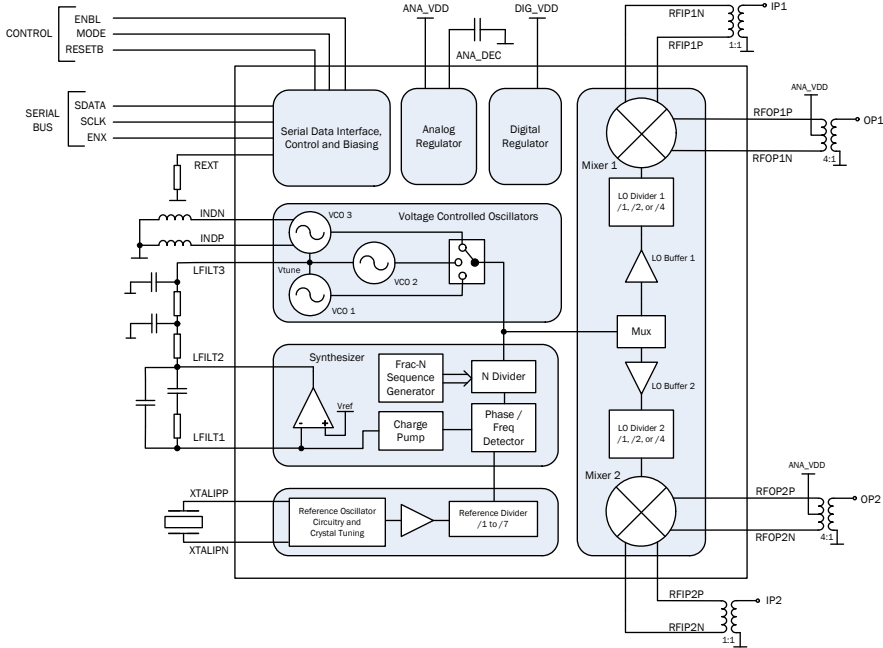 ENBL
CONTROL
MODE
RESETB
ANA_VDD
DIG_VDD
ANA_DEC
RFIP1N
IP1
RFIP1P
1:1
SERIAL
BUS
SDATA
SCLK
ENX
REXT
Serial Data Interface,
Control and Biasing
Analog
Regulator
Digital
Regulator
Mixer 1
ANA_VDD
RFOP1P
OP1
RFOP1N
4:1
LO Divider 1
/1, /2, or /4
INDN
INDP
LFILT3
VCO 3
Voltage Controlled Oscillators
Vtune
VCO 2
VCO 1
LO Buffer 1
Mux
LFILT2
Synthesizer
Frac-N
Sequence
Generator
N Divider
LO Buffer 2
Vref
-
+
Charge
Pump
Phase /
Freq
Detector
LO Divider 2
/1, /2, or /4
LFILT1
Mixer 2
ANA_VDD
XTALIPP
Reference Oscillator
Circuitry and
Crystal Tuning
Reference Divider
/1 to /7
RFOP2P
OP2
RFOP2N
4:1
XTALIPN
RFIP2P
IP2
RFIP2N
1:1